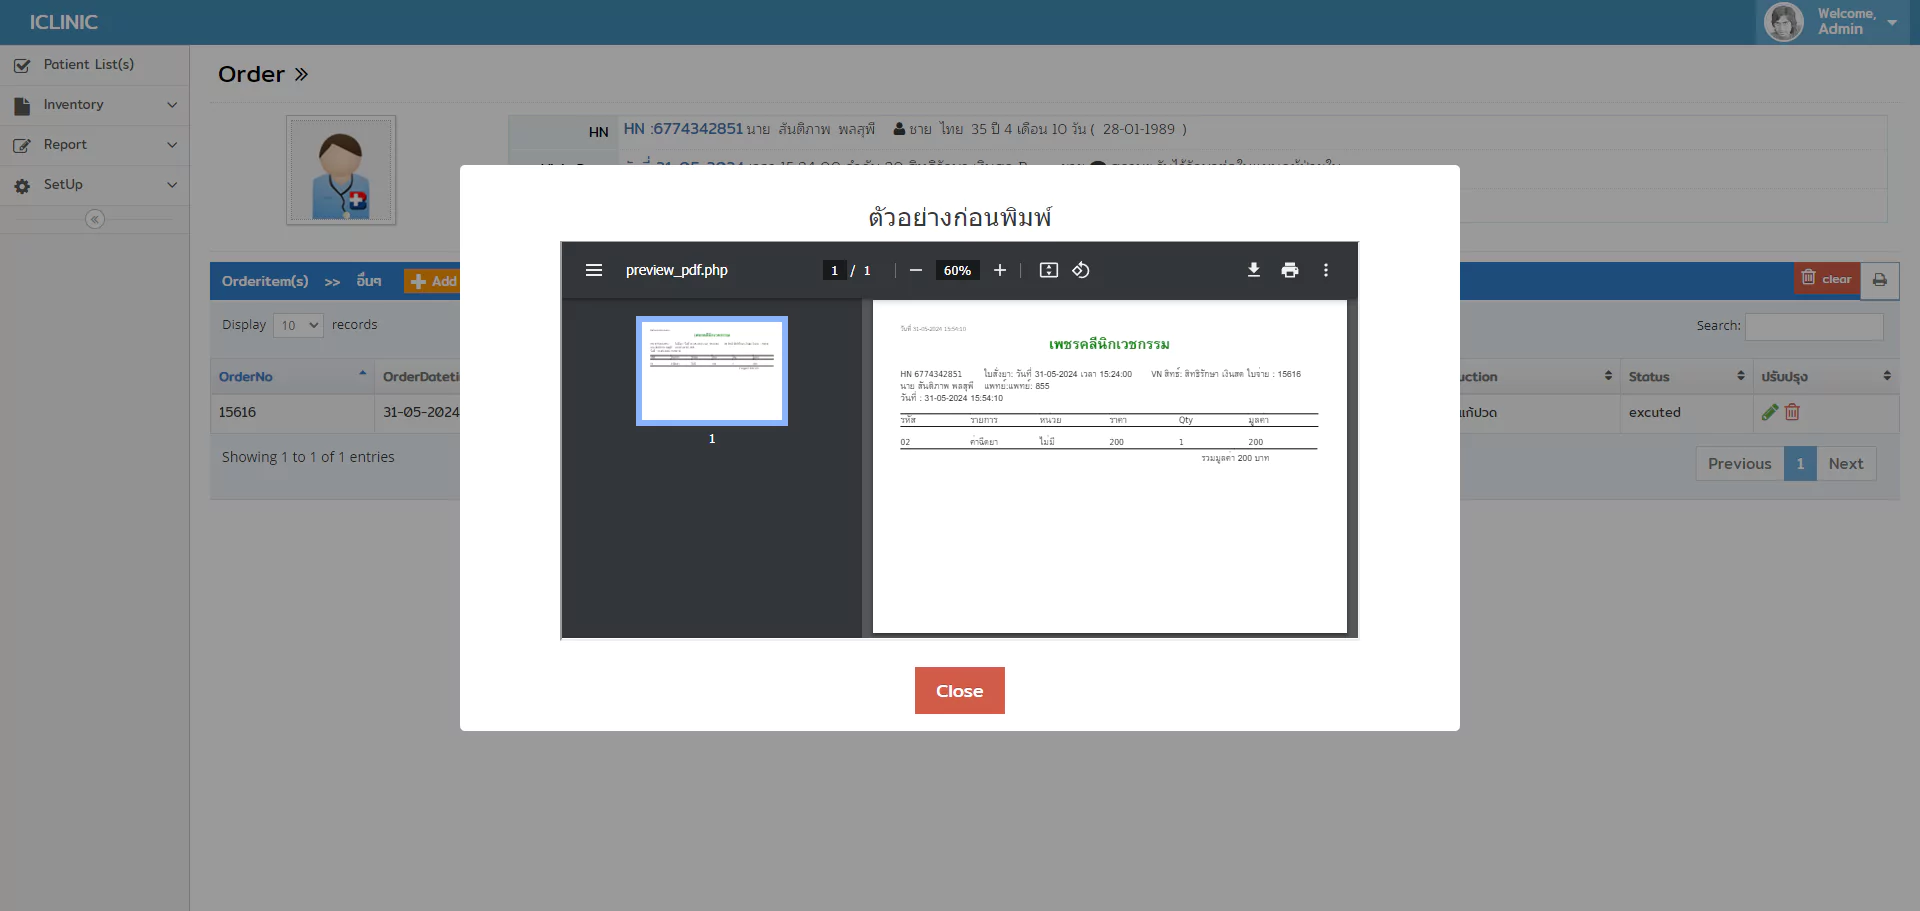 ICLINIC
Welcome,
Admin
Patient List(s)
Inventory
Report
SetUp
Order
HN
HN :6774342851 นาย สันติภาพ พลสุฟิ ชาย ไทย 35 ปี 4 เดือน 10 วัน ( 28-01-1989 )
Orderitem(s) >> อื่นๆ
Add
clear
Display 10 records
Search:
OrderNo
OrderDateti
uction
Status
ปรับปรุง
15616
31-05-2024
แก้ปวด
excuted
Showing 1 to 1 of 1 entries
Previous 1 Next
ตัวอย่างก่อนพิมพ์
preview_pdf.php
1 / 1
60%
1
วันที่ 31-05-2024 15:54:10
เพชรคลีนิกเวชกรรม
HN 6774342851 ใบสั่งยา: วันที่ 31-05-2024 เวลา 15:24:00 VN สิทธิ์: สิทธิรักษา เงินสด ใบจ่าย : 15616
นาย สันติภาพ พลสุฟิ แพทย์:แพทย์: 855
วันที่ : 31-05-2024 15:54:10
รหัส รายการ หน่วย ราคา Qty มูลค่า
02 ค่าฉีดยา ไม่มี 200 1 200
รวมมูลค่า 200 บาท
Close